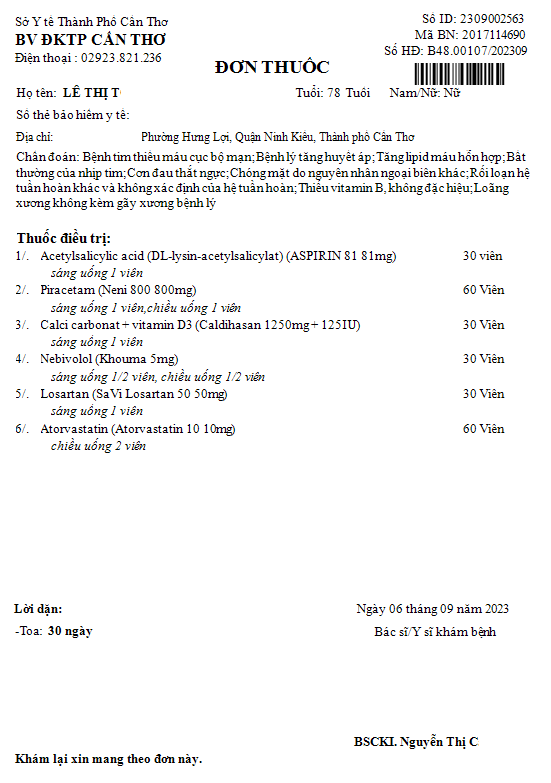 Sở Y tế Thành Phố Cần Thơ
BV ĐKTP CẦN THƠ
Điện thoại : 02923.821.236
Số ID: 2309002563
Mã BN: 2017114690
Số HĐ: B48.00107/202309
ĐƠN THUỐC
Họ tên: LÊ THỊ T
Tuổi: 78 Tuổi Nam/Nữ: Nữ
Số thẻ bảo hiểm y tế:
Địa chỉ: Phường Hưng Lợi, Quận Ninh Kiều, Thành phố Cần Thơ
Chẩn đoán: Bệnh tim thiếu máu cục bộ mạn; Bệnh lý tăng huyết áp; Tăng lipid máu hỗn hợp; Bất
thường của nhịp tim; Cơn đau thắt ngực; Chóng mặt do nguyên nhân ngoại biên khác; Rối loạn hệ
tuần hoàn khác và không xác định của hệ tuần hoàn; Thiếu vitamin B, không đặc hiệu; Loãng
xương không kèm gãy xương bệnh lý
Thuốc điều trị:
1/. Acetylsalicylic acid (DL-lysin-acetylsalicylat) (ASPIRIN 81 81mg) 30 viên
sáng uống 1 viên
2/. Piracetam (Neni 800 800mg) 60 Viên
sáng uống 1 viên,chiều uống 1 viên
3/. Calci carbonat + vitamin D3 (Caldihasan 1250mg + 125IU) 30 Viên
sáng uống 1 viên
4/. Nebivolol (Khouma 5mg) 30 Viên
sáng uống 1/2 viên, chiều uống 1/2 viên
5/. Losartan (SaVi Losartan 50 50mg) 30 Viên
sáng uống 1 viên
6/. Atorvastatin (Atorvastatin 10 10mg) 60 Viên
chiều uống 2 viên
Lời dặn:
-Toa: 30 ngày
Ngày 06 tháng 09 năm 2023
Bác sĩ/Y sĩ khám bệnh
BSCKI. Nguyễn Thị C
Khám lại xin mang theo đơn này.